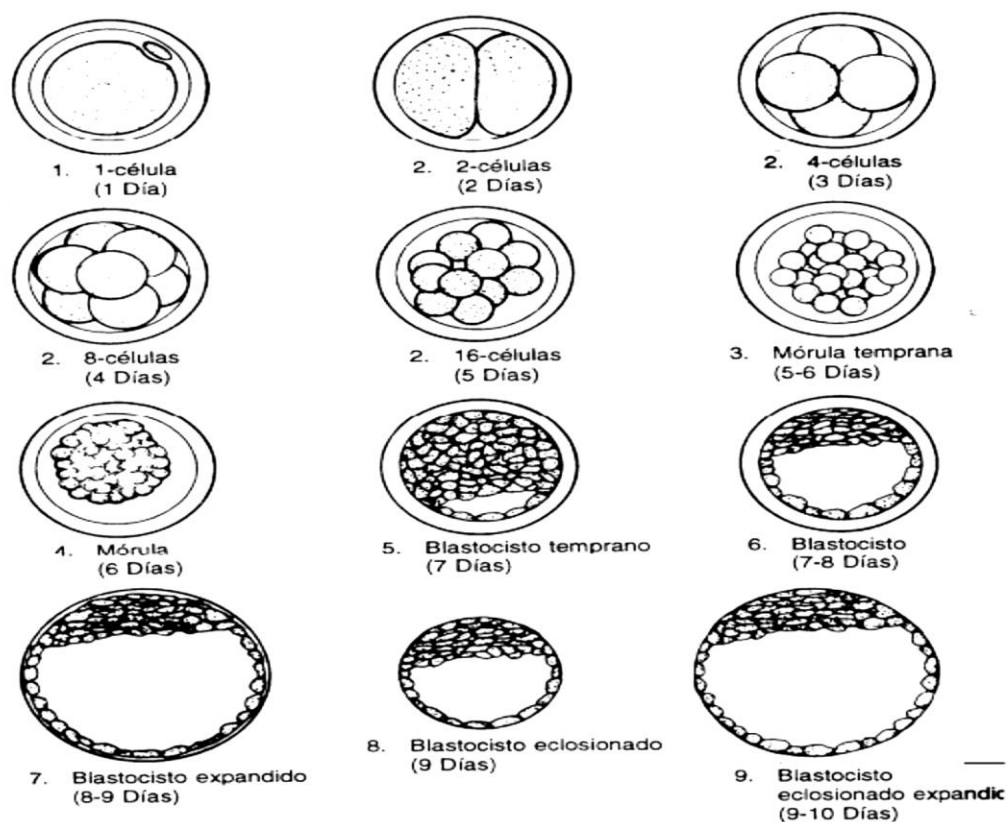 1. 1-célula
(1 Día)
2. 2-células
(2 Días)
2. 4-células
(3 Días)
2. 8-células
(4 Días)
2. 16-células
(5 Días)
3. Mórula temprana
(5-6 Días)
4. Mórula
(6 Días)
5. Blastocisto temprano
(7 Días)
6. Blastocisto
(7-8 Días)
7. Blastocisto expandido
(8-9 Días)
8. Blastocisto eclosionado
(9 Días)
9. Blastocisto
eclosionado expandic
(9-10 Días)